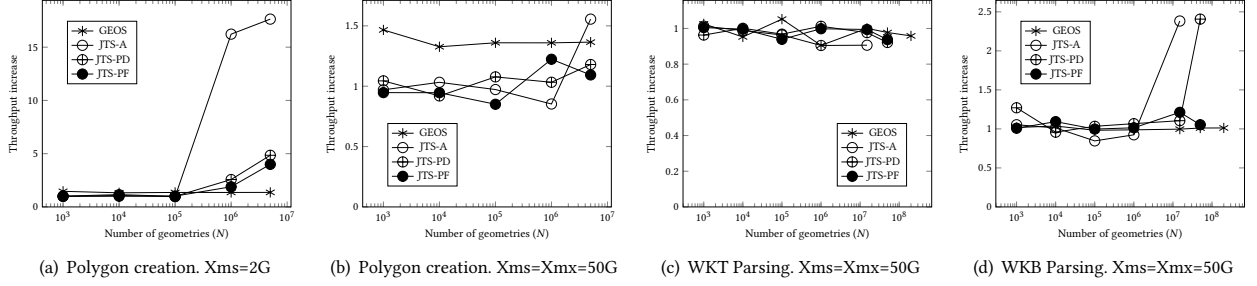 Throughput increase
15
10
5
0
GEOS
JTS-A
JTS-PD
JTS-PF
10^3
10^4
10^5
10^6
10^7
Number of geometries (N)
(a) Polygon creation. Xms=2G
Throughput increase
1.5
1
0.5
0
GEOS
JTS-A
JTS-PD
JTS-PF
10^3
10^4
10^5
10^6
10^7
Number of geometries (N)
(b) Polygon creation. Xms=Xmx=50G
Throughput increase
1
0.8
0.6
0.4
0.2
0
GEOS
JTS-A
JTS-PD
JTS-PF
10^3
10^4
10^5
10^6
10^7
10^8
Number of geometries (N)
(c) WKT Parsing. Xms=Xmx=50G
Throughput increase
2.5
2
1.5
1
0.5
0
GEOS
JTS-A
JTS-PD
JTS-PF
10^3
10^4
10^5
10^6
10^7
10^8
Number of geometries (N)
(d) WKB Parsing. Xms=Xmx=50G